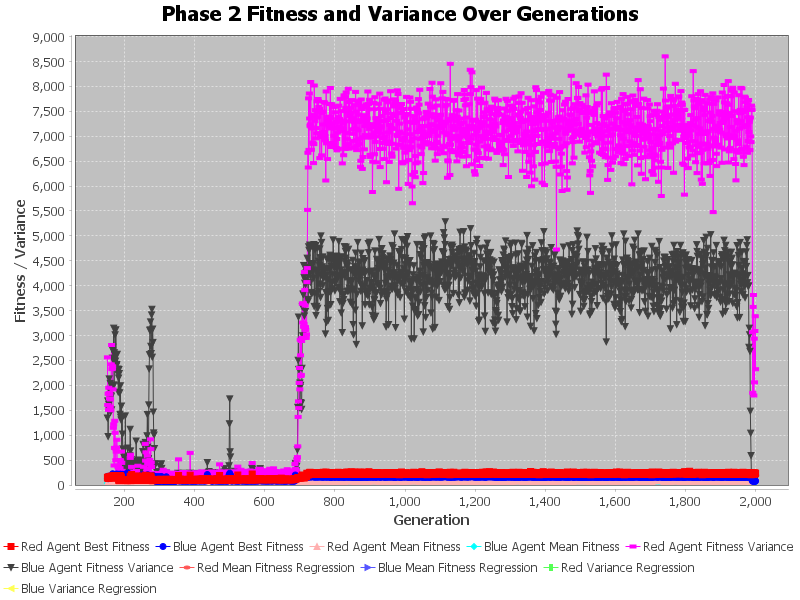 Phase 2 Fitness and Variance Over Generations
9,000
8,500
8,000
7,500
7,000
6,500
6,000
5,500
5,000
4,500
4,000
3,500
3,000
2,500
2,000
1,500
1,000
500
0
Fitness / Variance
200 400 600 800 1,000 1,200 1,400 1,600 1,800 2,000
Generation
Red Agent Best Fitness Blue Agent Best Fitness Red Agent Mean Fitness Blue Agent Mean Fitness Red Agent Fitness Variance
Blue Agent Fitness Variance Red Mean Fitness Regression Blue Mean Fitness Regression Red Variance Regression
Blue Variance Regression